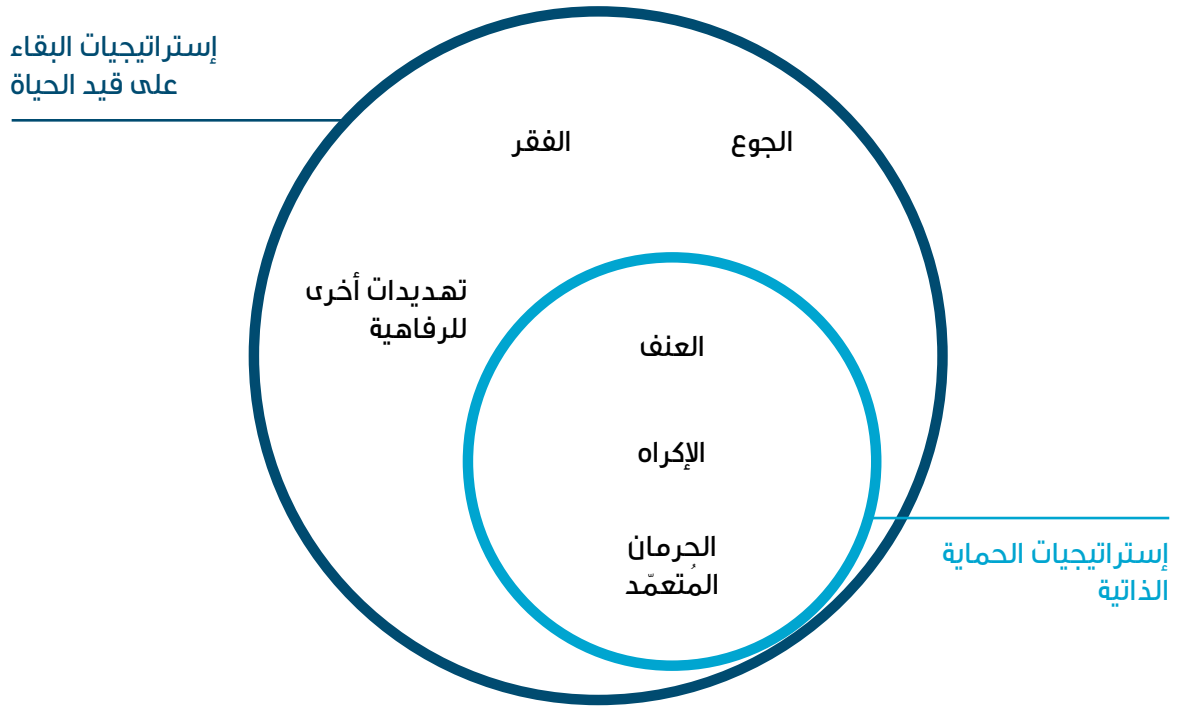 إستراتيجيات البقاء
على قيد الحياة
الجوع
الفقر
تهديدات أخرى
للرفاهية
العنف
الإكراه
الحرمان
المُتعمّد
إستراتيجيات الحماية
الذاتية